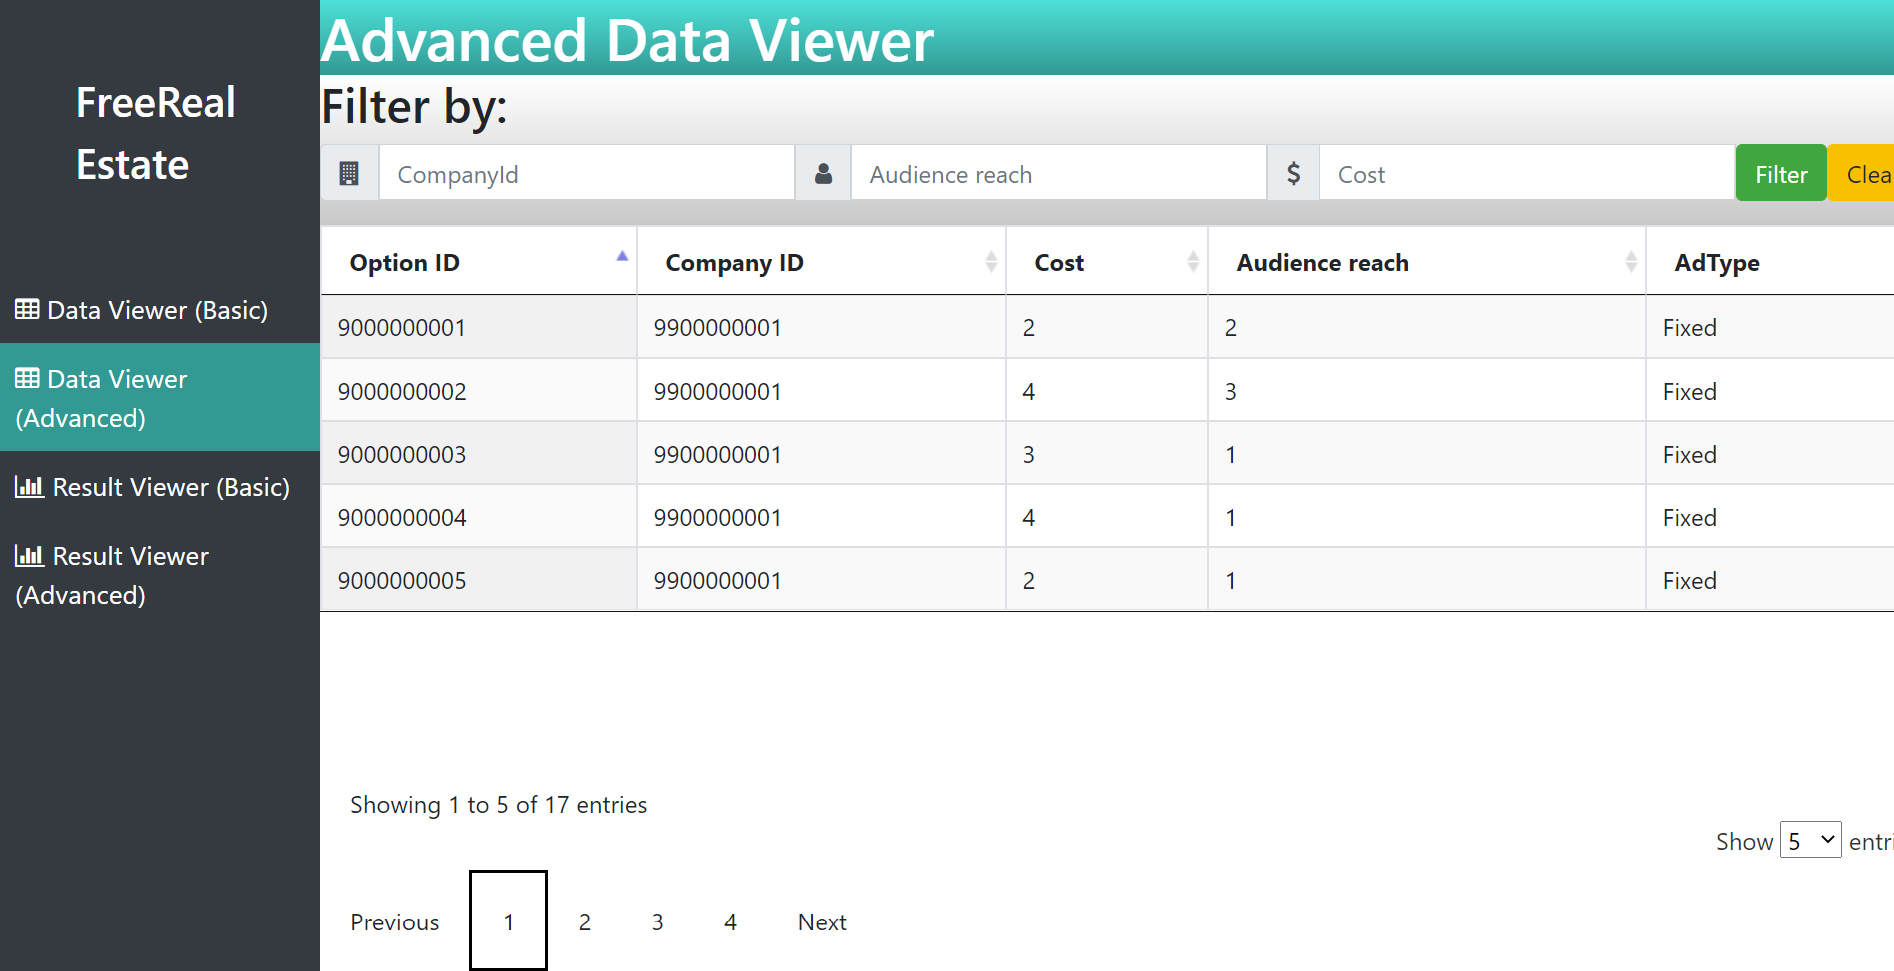 FreeReal
Estate
Data Viewer (Basic)
Data Viewer
(Advanced)
Result Viewer (Basic)
Result Viewer
(Advanced)
Advanced Data Viewer
Filter by:
CompanyId Audience reach $ Cost Filter Clea
Option ID Company ID Cost Audience reach AdType
9000000001 9900000001 2 2 Fixed
9000000002 9900000001 4 3 Fixed
9000000003 9900000001 3 1 Fixed
9000000004 9900000001 4 1 Fixed
9000000005 9900000001 2 1 Fixed
Showing 1 to 5 of 17 entries
Show 5 entri
Previous 1 2 3 4 Next